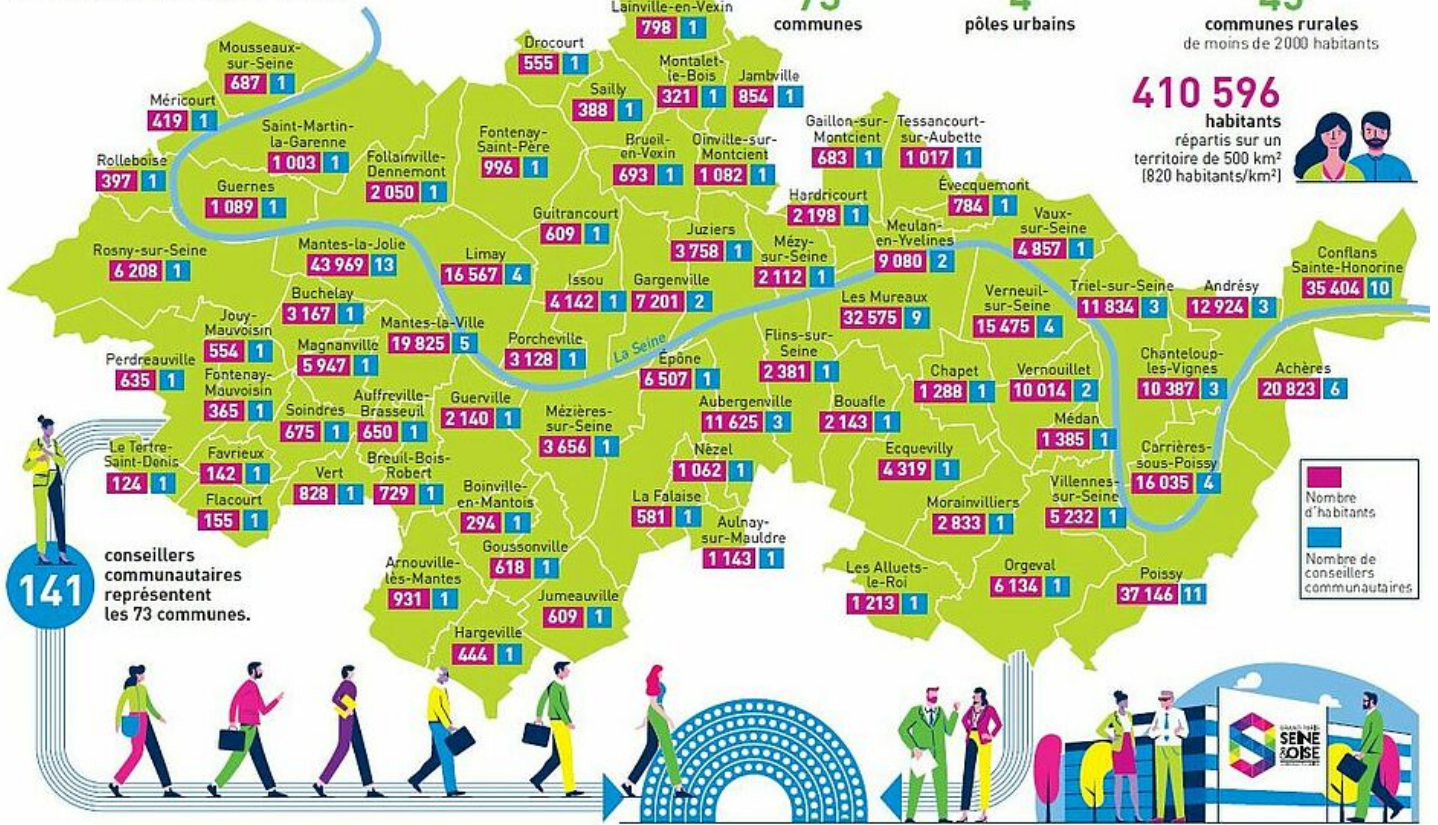 Lainville-en-Vexin
798 1
73
communes
4
pôles urbains
communes rurales
de moins de 2000 habitants
410 596
habitants
répartis sur un
territoire de 500 km²
(820 habitants/km²)
Mousseaux-
sur-Seine
687 1
Drocourt
555 1
Montalet-
le-Bois
321 1
Jambville
854 1
Sailly
388 1
Méricourt
419 1
Saint-Martin-
la-Garenne
1 003 1
Follainville-
Dennemont
2 050 1
Fontenay-
Saint-Père
996 1
Brueil-
en-Vexin
693 1
Oinville-sur-
Montcient
1 082 1
Gaillon-sur-
Montcient
683 1
Tessancourt-
sur-Aubette
1 017 1
Rolleboise
397 1
Guernes
1 089 1
Hardricourt
2 198 1
Évecquemont
784 1
Guitrancourt
609 1
Juziers
3 758 1
Mézy-
sur-Seine
2 112 1
Meulan-
en-Yvelines
9 080 2
Vaux-
sur-Seine
4 857 1
Rosny-sur-Seine
6 208 1
Mantes-la-Jolie
43 969 13
Limay
16 567 4
Issou
4 142 1
Gargenville
7 201 2
Les Mureaux
32 575 9
Verneuil-
sur-Seine
15 475 4
Triel-sur-Seine
11 834 3
Andrésy
12 924 3
Conflans
Sainte-Honorine
35 404 10
Buchelay
3 167 1
Jouy-
Mauvoisin
554 1
Magnanville
5 947 1
Mantes-la-Ville
19 825 5
Porcheville
3 128 1
La Seine
Épône
6 507 1
Flins-sur-
Seine
2 381 1
Chapet
1 288 1
Vernouillet
10 014 2
Chanteloup-
les-Vignes
10 387 3
Achères
20 823 6
Perdreauville
635 1
Fontenay-
Mauvoisin
365 1
Soindres
675 1
Auffreville-
Brasseuil
650 1
Guerville
2 140 1
Mézières-
sur-Seine
3 656 1
Aubergenville
11 625 3
Bouafle
2 143 1
Médan
1 385 1
Carrières-
sous-Poissy
16 035 4
Le Tertre-
Saint-Denis
124 1
Favrieux
142 1
Vert
828 1
Breuil-Bois-
Robert
729 1
Nézel
1 062 1
Ecquevilly
4 319 1
Flacourt
155 1
Boinville-
en-Mantois
294 1
La Falaise
581 1
Aulnay-
sur-Mauldre
1 143 1
Morainvilliers
2 833 1
Villennes-
sur-Seine
5 232 1
Goussonville
618 1
Arnouville-
lès-Mantes
931 1
Jumeauville
609 1
Hargeville
444 1
Les Alluets-
le-Roi
1 213 1
Orgeval
6 134 1
Poissy
37 146 11
Nombre
d'habitants
Nombre de
conseillers
communautaires
141
conseillers
communautaires
représentent
les 73 communes.
SEINE
&OISE